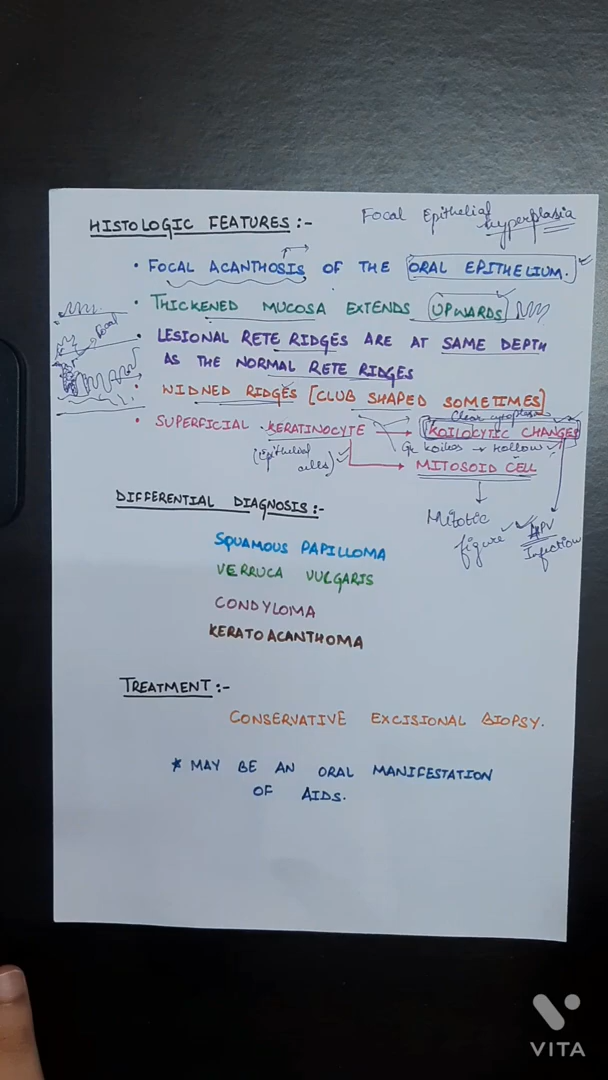 HISTOLOGIC FEATURES :-
Focal Epithelial
hyperplasia
• FOCAL ACANTHOSIS OF THE ORAL EPITHELIUM.
• THICKENED MUCOSA EXTENDS UPWARDS
• LESIONAL RETE RIDGES ARE AT SAME DEPTH
AS THE NORMAL RETE RIDGES
Focal
• WIDNED RIDGES [CLUB SHAPED SOMETIMES]
Clear cytoplasm
• SUPERFICIAL KERATINOCYTE → KOILOCYTIC CHANGES
(Epithelial
cells)
Gk koilos → Hollow
→ MITOSOID CELL
Mitotic
figure
HPV
Infection
DIFFERENTIAL DIAGNOSIS :-
SQUAMOUS PAPILLOMA
VERRUCA VULGARIS
CONDYLOMA
KERATOACANTHOMA
TREATMENT :-
CONSERVATIVE EXCISIONAL BIOPSY.
* MAY BE AN ORAL MANIFESTATION
OF AIDS.
VITA